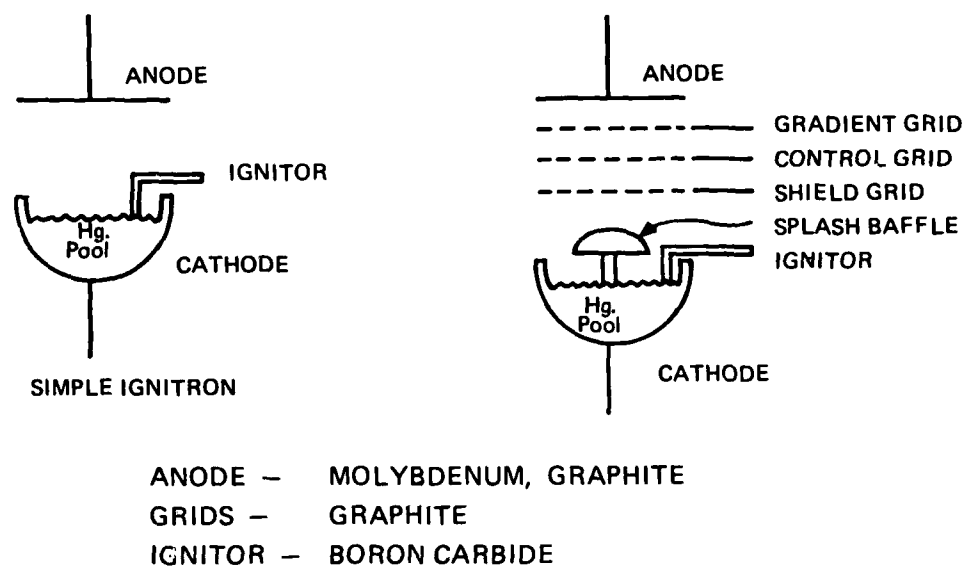 ANODE
IGNITOR
Hg.
Pool
CATHODE
SIMPLE IGNITRON
ANODE
GRADIENT GRID
CONTROL GRID
SHIELD GRID
SPLASH BAFFLE
IGNITOR
Hg.
Pool
CATHODE
ANODE – MOLYBDENUM, GRAPHITE
GRIDS – GRAPHITE
IGNITOR – BORON CARBIDE